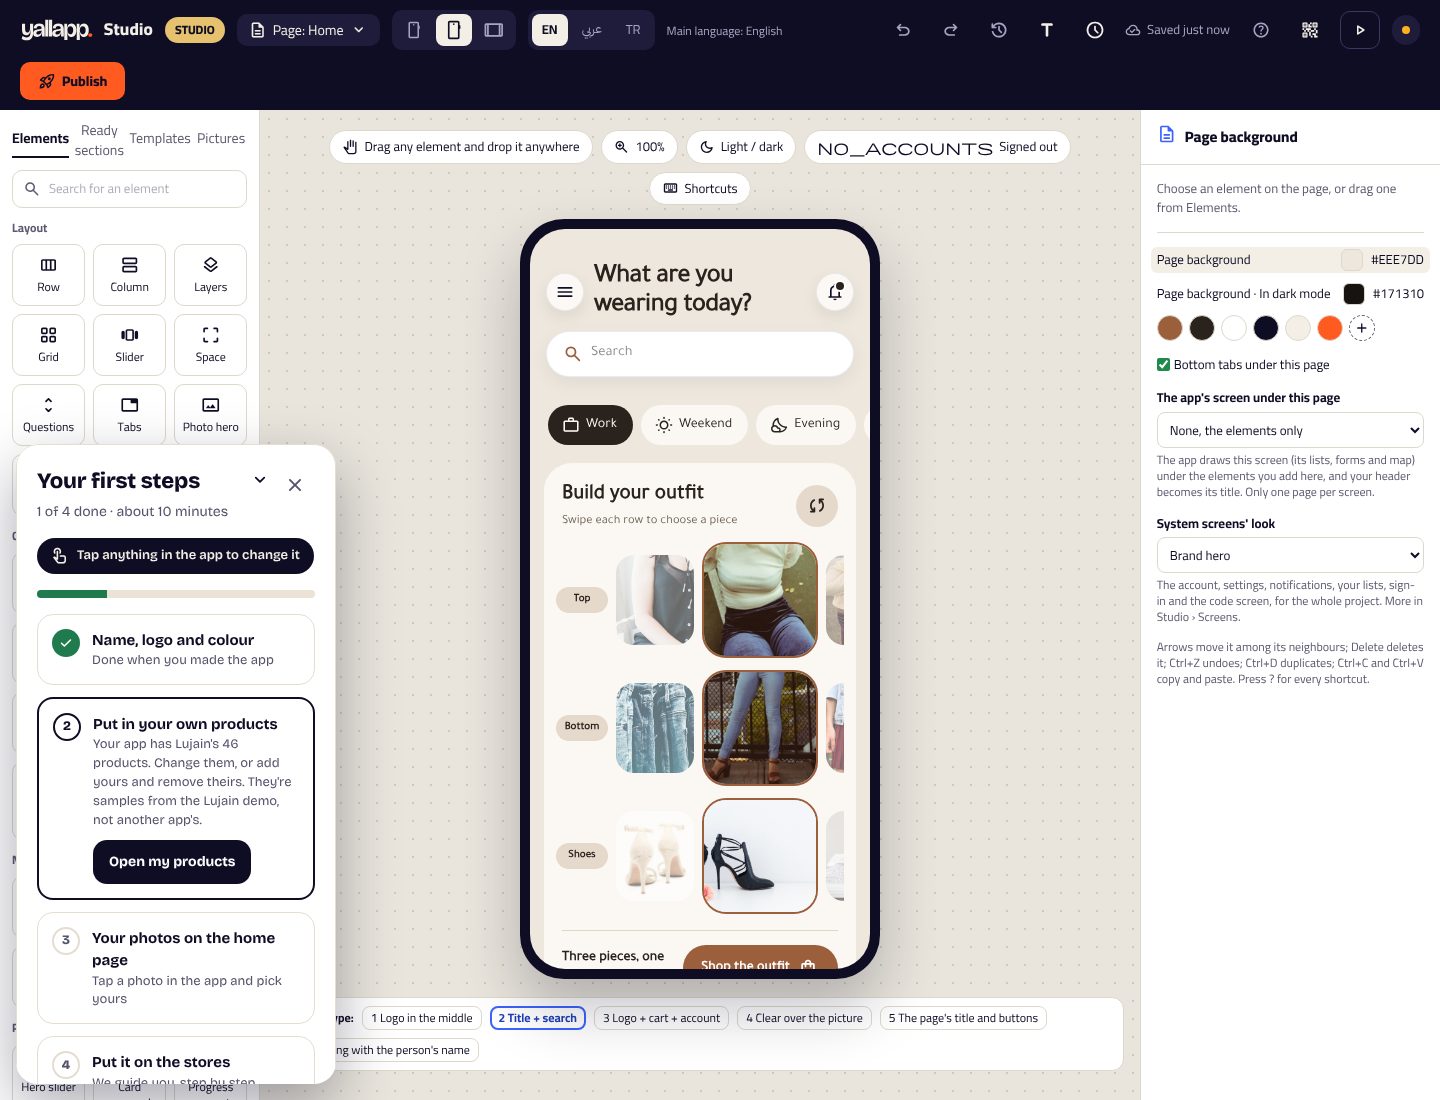 yallapp. Studio STUDIO Page: Home EN عربي TR Main language: English T Saved just now
Publish
Elements Ready sections Templates Pictures
Search for an element
Layout
Row Column Layers
Grid Slider Space
Questions Tabs Photo hero
Your first steps
1 of 4 done · about 10 minutes
Tap anything in the app to change it
Name, logo and colour
Done when you made the app
2 Put in your own products
Your app has Lujain's 46
products. Change them, or add
yours and remove theirs. They're
samples from the Lujain demo,
not another app's.
Open my products
3 Your photos on the home
page
Tap a photo in the app and pick
yours
4 Put it on the stores
We guide you, step by step
Hero slider Card Progress
Drag any element and drop it anywhere 100% Light / dark NO_ACCOUNTS Signed out
Shortcuts
What are you
wearing today?
Search
Work Weekend Evening
Build your outfit
Swipe each row to choose a piece
Top
Bottom
Shoes
Three pieces, one
Shop the outfit
ype: 1 Logo in the middle 2 Title + search 3 Logo + cart + account 4 Clear over the picture 5 The page's title and buttons
ng with the person's name
Page background
Choose an element on the page, or drag one
from Elements.
Page background #EEE7DD
Page background · In dark mode #171310
+
Bottom tabs under this page
The app's screen under this page
None, the elements only
The app draws this screen (its lists, forms and map)
under the elements you add here, and your header
becomes its title. Only one page per screen.
System screens' look
Brand hero
The account, settings, notifications, your lists, sign-
in and the code screen, for the whole project. More in
Studio › Screens.
Arrows move it among its neighbours; Delete deletes
it; Ctrl+Z undoes; Ctrl+D duplicates; Ctrl+C and Ctrl+V
copy and paste. Press ? for every shortcut.